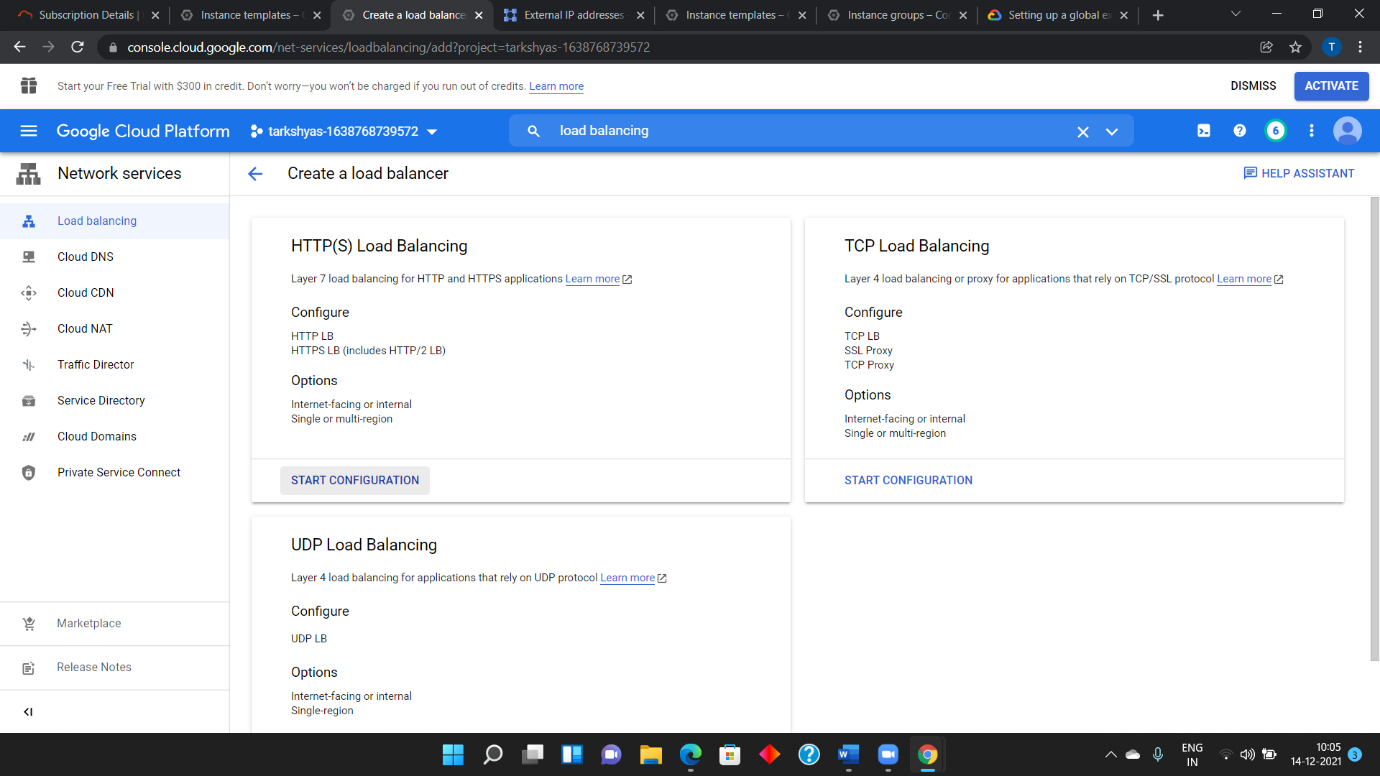 Subscription Details |
Instance templates –
Create a load balance
External IP addresses
Instance templates –
Instance groups – Co
Setting up a global e
console.cloud.google.com/net-services/loadbalancing/add?project=tarkshyas-1638768739572
T
Start your Free Trial with $300 in credit. Don't worry—you won't be charged if you run out of credits. Learn more
DISMISS
ACTIVATE
Google Cloud Platform
tarkshyas-1638768739572
load balancing
6
Network services
Create a load balancer
HELP ASSISTANT
Load balancing
Cloud DNS
Cloud CDN
Cloud NAT
Traffic Director
Service Directory
Cloud Domains
Private Service Connect
Marketplace
Release Notes
HTTP(S) Load Balancing
Layer 7 load balancing for HTTP and HTTPS applications Learn more
Configure
HTTP LB
HTTPS LB (includes HTTP/2 LB)
Options
Internet-facing or internal
Single or multi-region
START CONFIGURATION
TCP Load Balancing
Layer 4 load balancing or proxy for applications that rely on TCP/SSL protocol Learn more
Configure
TCP LB
SSL Proxy
TCP Proxy
Options
Internet-facing or internal
Single or multi-region
START CONFIGURATION
UDP Load Balancing
Layer 4 load balancing for applications that rely on UDP protocol Learn more
Configure
UDP LB
Options
Internet-facing or internal
Single-region
ENG
IN
10:05
14-12-2021
3